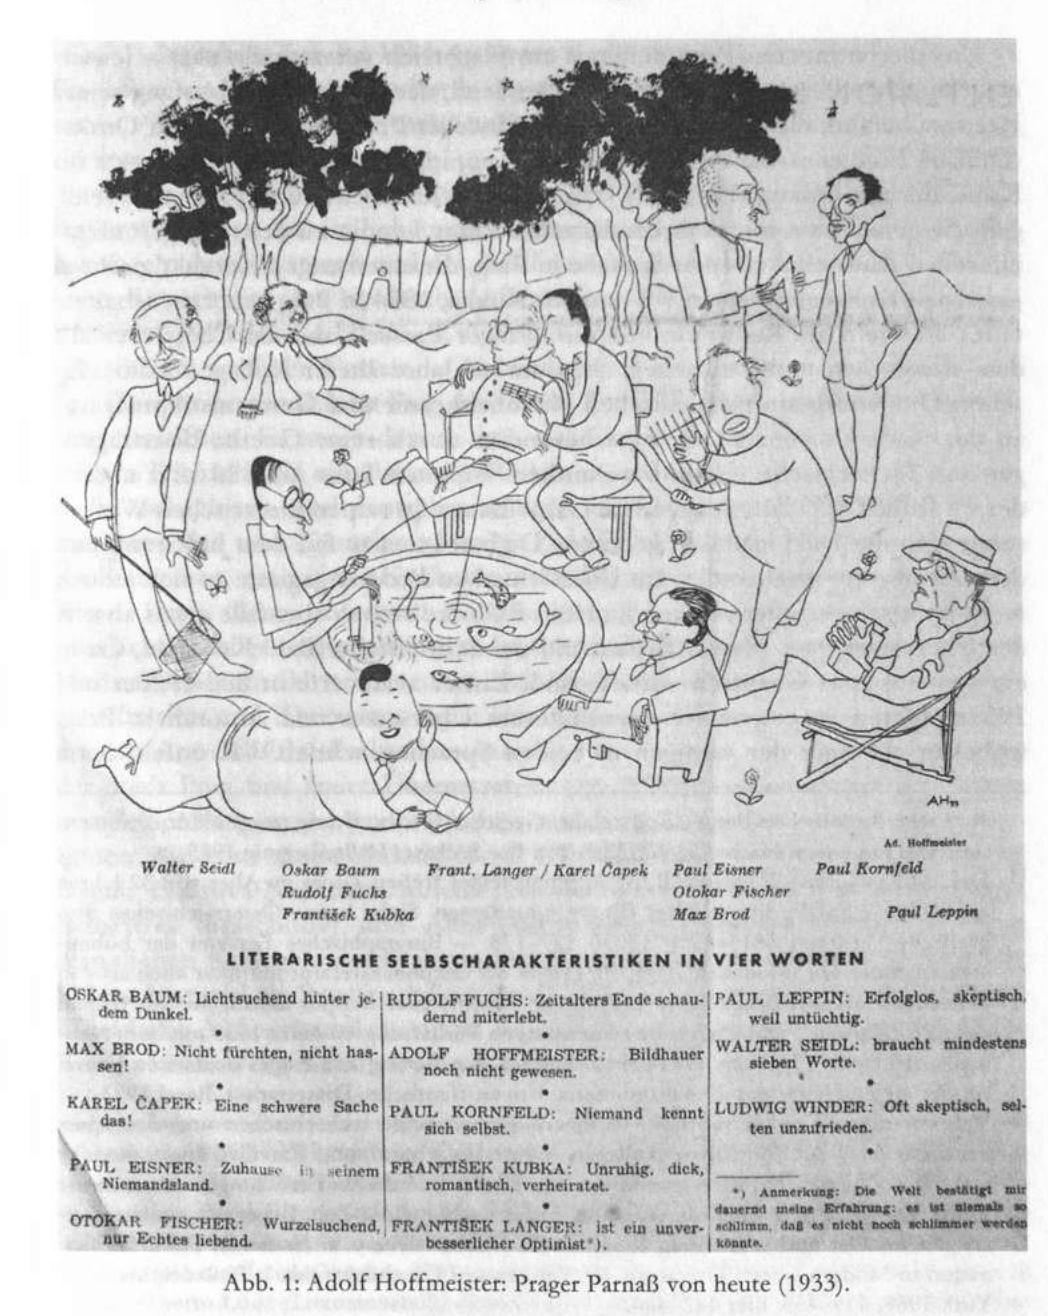 AH33
Ad. Hoffmeister
Walter Seidl Oskar Baum Frant. Langer / Karel Čapek Paul Eisner Paul Kornfeld
Rudolf Fuchs Otokar Fischer
František Kubka Max Brod Paul Leppin
LITERARISCHE SELBSCHARAKTERISTIKEN IN VIER WORTEN
OSKAR BAUM: Lichtsuchend hinter je-
dem Dunkel.
MAX BROD: Nicht fürchten, nicht has-
sen!
KAREL ČAPEK: Eine schwere Sache
das!
PAUL EISNER: Zuhause in seinem
Niemandsland.
OTOKAR FISCHER: Wurzelsuchend,
nur Echtes liebend.
RUDOLF FUCHS: Zeitalters Ende schau-
dernd miterlebt.
ADOLF HOFFMEISTER: Bildhauer
noch nicht gewesen.
PAUL KORNFELD: Niemand kennt
sich selbst.
FRANTIŠEK KUBKA: Unruhig, dick,
romantisch, verheiratet.
FRANTIŠEK LANGER: ist ein unver-
besserlicher Optimist*).
PAUL LEPPIN: Erfolglos, skeptisch,
weil untüchtig.
WALTER SEIDL: braucht mindestens
sieben Worte.
LUDWIG WINDER: Oft skeptisch, sel-
ten unzufrieden.
*) Anmerkung: Die Welt bestätigt mir
dauernd meine Erfahrung: es ist niemals so
schlimm, daß es nicht noch schlimmer werden
könnte.
Abb. 1: Adolf Hoffmeister: Prager Parnaß von heute (1933).